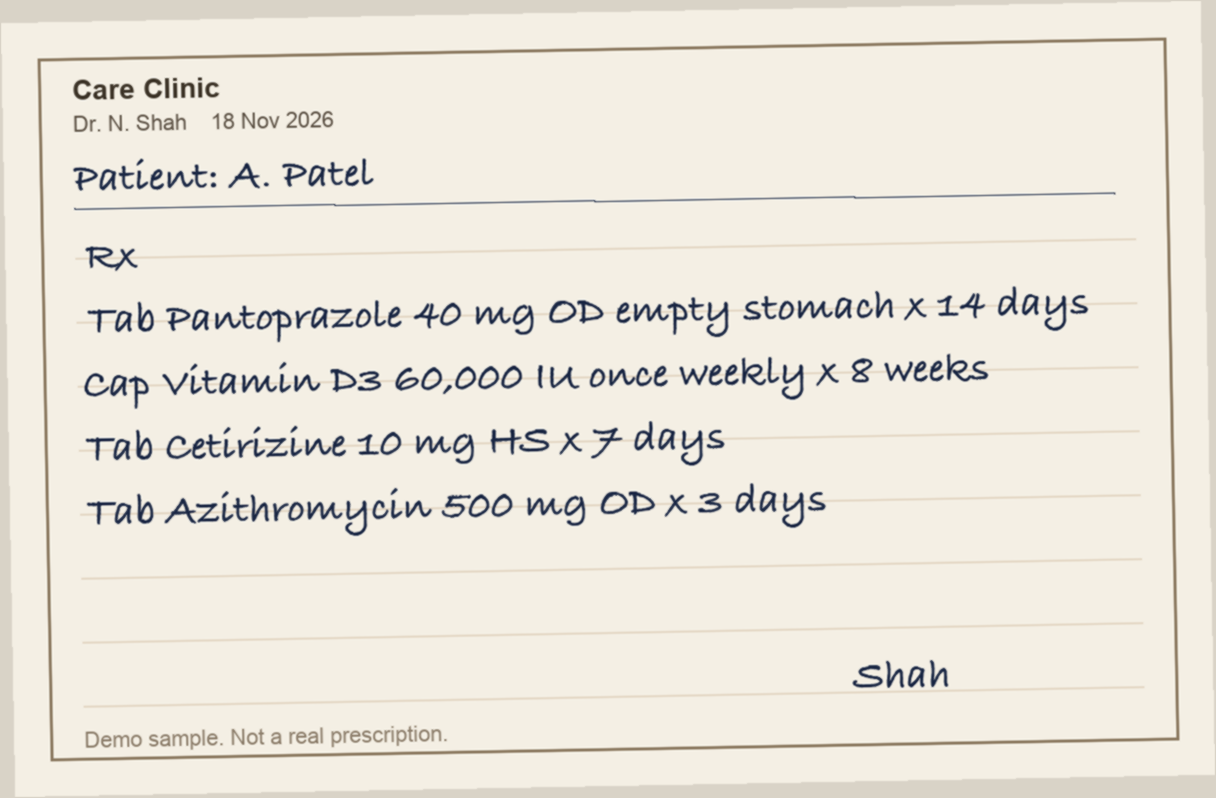 Care Clinic
Dr. N. Shah 18 Nov 2026
Patient: A. Patel
Rx
Tab Pantoprazole 40 mg OD empty stomach x 14 days
Cap Vitamin D3 60,000 IU once weekly x 8 weeks
Tab Cetirizine 10 mg HS x 7 days
Tab Azithromycin 500 mg OD x 3 days
Shah
Demo sample. Not a real prescription.